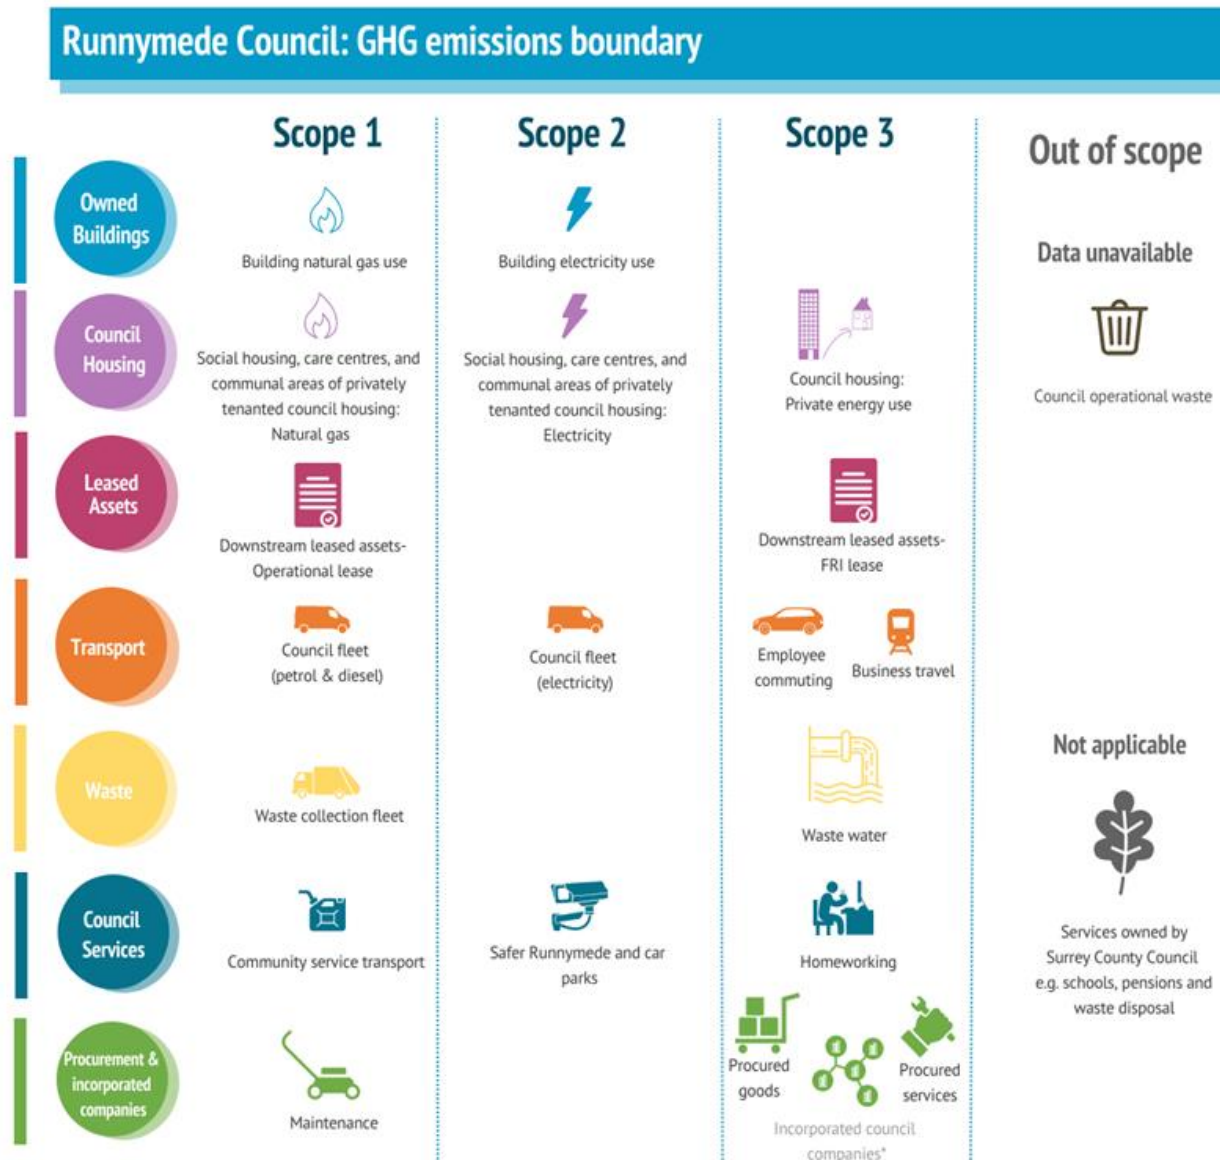 Runnymede Council: GHG emissions boundary
Scope 1
Scope 2
Scope 3
Out of scope
Owned
Buildings
Building natural gas use
Building electricity use
Data unavailable
Council
Housing
Social housing, care centres, and
communal areas of privately
tenanted council housing:
Natural gas
Social housing, care centres, and
communal areas of privately
tenanted council housing:
Electricity
Council housing:
Private energy use
Council operational waste
Leased
Assets
Downstream leased assets-
Operational lease
Downstream leased assets-
FRI lease
Transport
Council fleet
(petrol & diesel)
Council fleet
(electricity)
Employee
commuting
Business travel
Waste
Waste collection fleet
Waste water
Not applicable
Council
Services
Community service transport
Safer Runnymede and car
parks
Homeworking
Services owned by
Surrey County Council
e.g. schools, pensions and
waste disposal
Procurement &
incorporated
companies
Maintenance
Procured
goods
Procured
services
Incorporated council
companies*